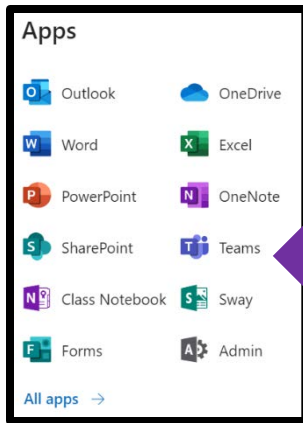 Apps
Outlook OneDrive
Word Excel
PowerPoint OneNote
SharePoint Teams
Class Notebook Sway
Forms Admin
All apps →